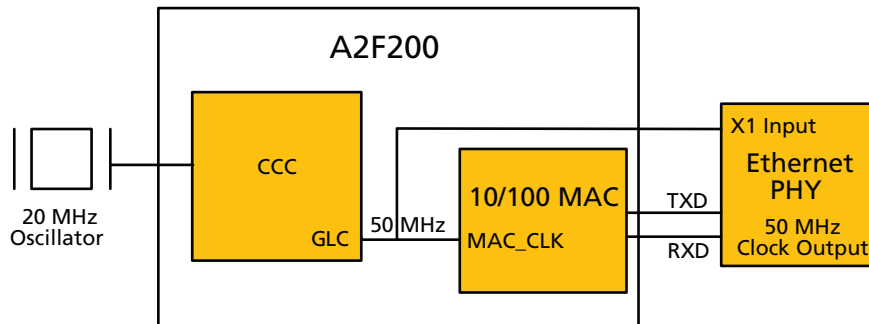 A2F200
X1 Input
CCC
Ethernet
PHY
10/100 MAC
TXD
20 MHz
Oscillator
50 MHz
GLC
MAC_CLK
RXD
50 MHz
Clock Output